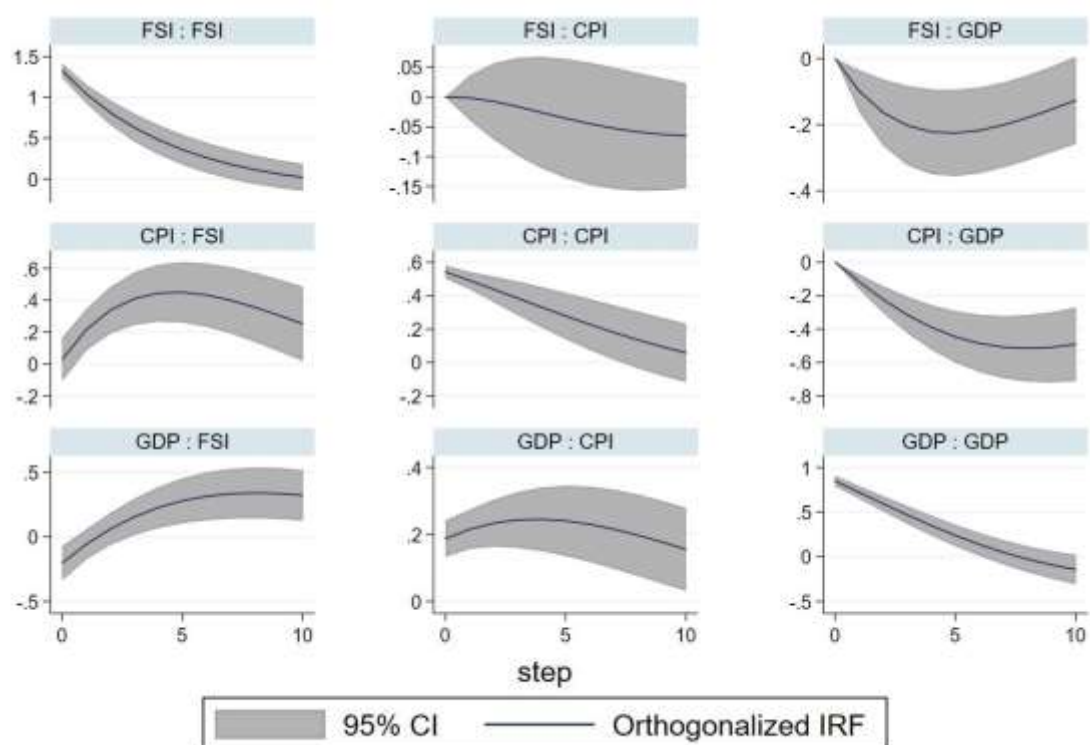 FSI : FSI
FSI : CPI
FSI : GDP
1.5
1
.5
0
.05
0
-.05
-.1
-.15
0
-.2
-.4
CPI : FSI
CPI : CPI
CPI : GDP
.6
.4
.2
0
-.2
.6
.4
.2
0
-.2
0
-.2
-.4
-.6
-.8
GDP : FSI
GDP : CPI
GDP : GDP
.5
0
-.5
.4
.2
0
1
.5
0
-.5
0 5 10
0 5 10
0 5 10
step
95% CI Orthogonalized IRF